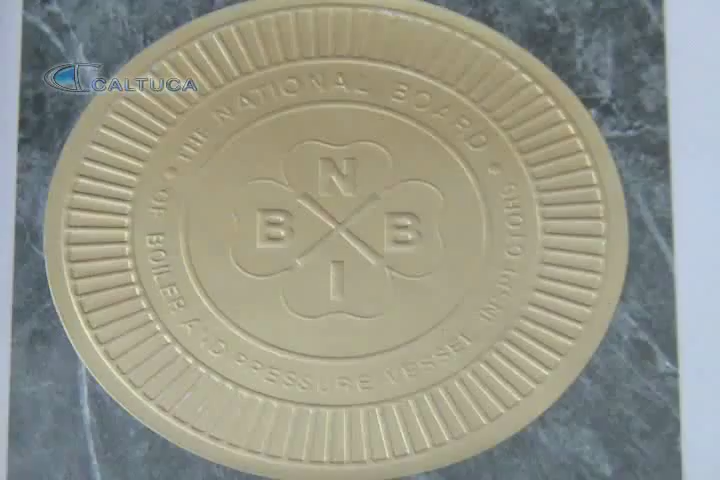 CALTUCA
THE NATIONAL BOARD
OF BOILER AND PRESSURE VESSEL INSPECTORS
N
B B
I